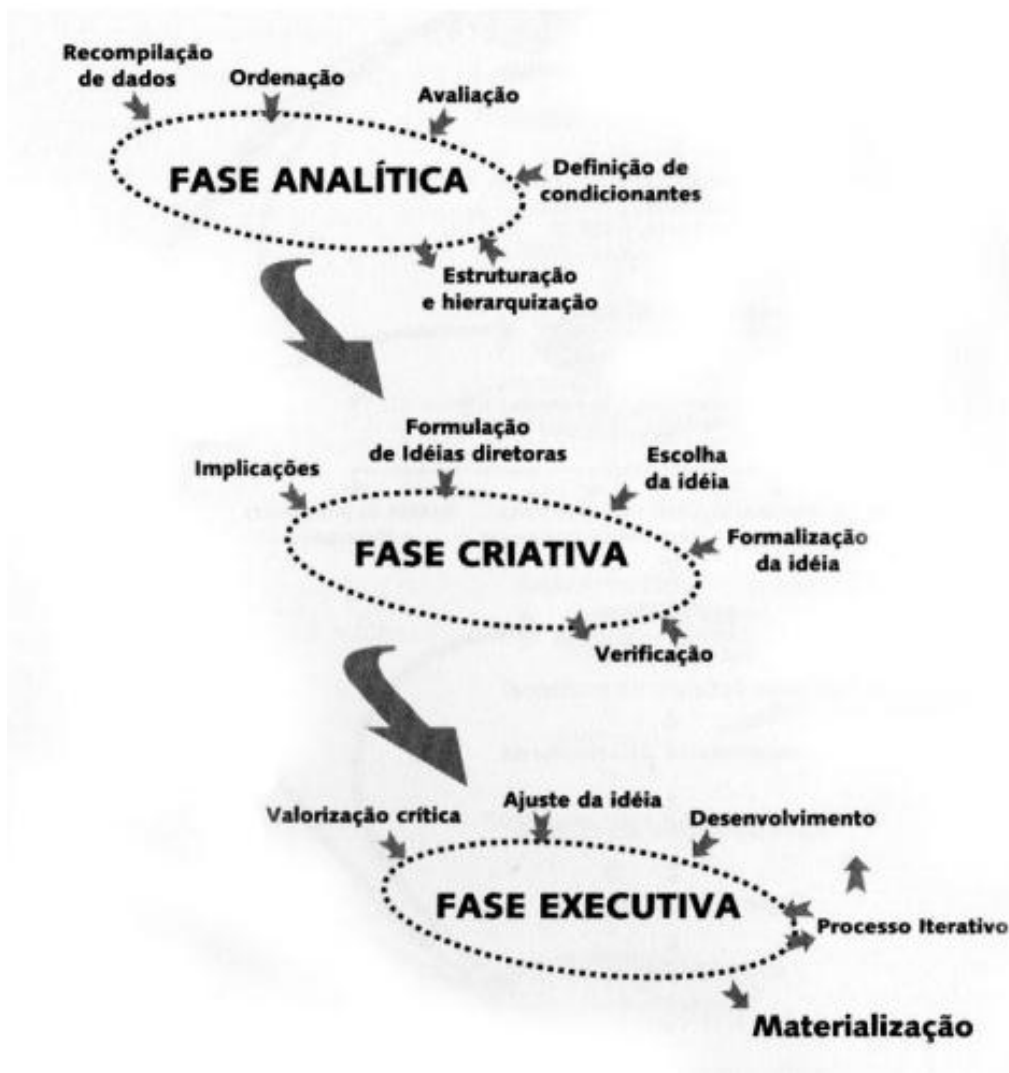 Recompilação
de dados
Ordenação
Avaliação
FASE ANALÍTICA
Definição de
condicionantes
Estruturação
e hierarquização
Formulação
de Idéias diretoras
Implicações
Escolha
da idéia
FASE CRIATIVA
Formalização
da idéia
Verificação
Ajuste da idéia
Valorização crítica
Desenvolvimento
FASE EXECUTIVA
Processo Iterativo
Materialização